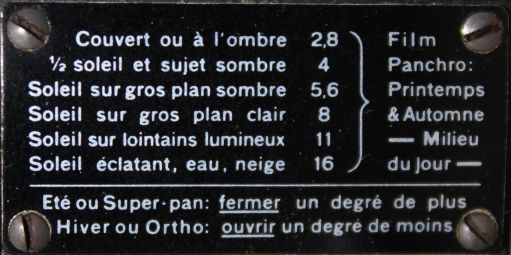 Couvert ou à l'ombre 2,8 Film
½ soleil et sujet sombre 4 Panchro:
Soleil sur gros plan sombre 5,6 Printemps
Soleil sur gros plan clair 8 & Automne
Soleil sur lointains lumineux 11 — Milieu
Soleil éclatant, eau, neige 16 du Jour —
Eté ou Super-pan: fermer un degré de plus
Hiver ou Ortho: ouvrir un degré de moins